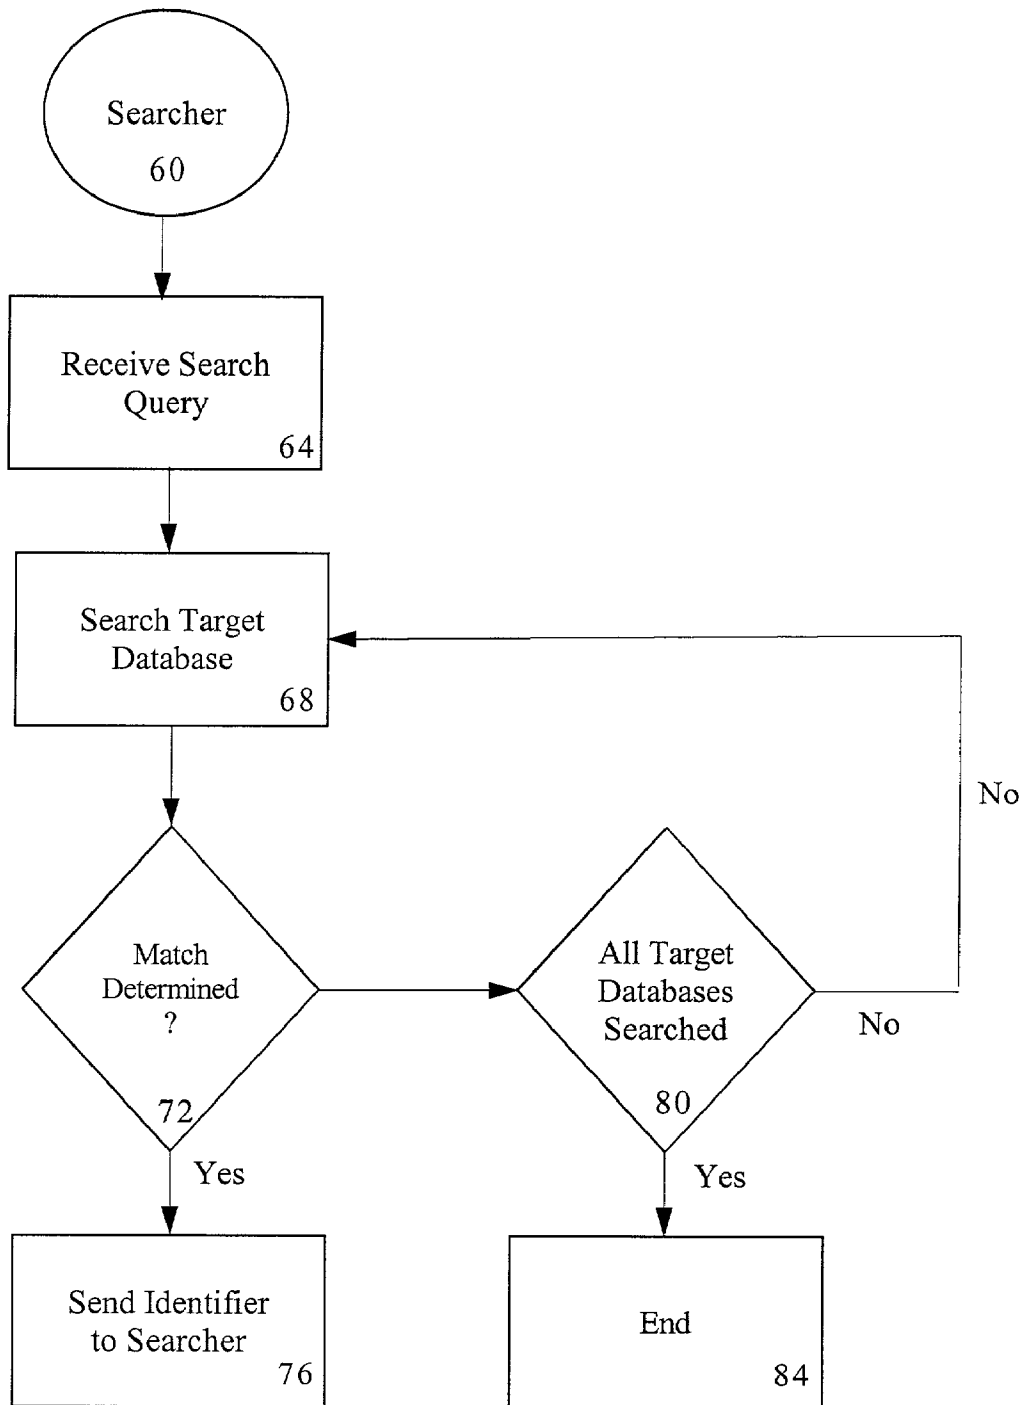 Searcher
60
Receive Search
Query
64
Search Target
Database
68
No
Match
Determined
?
72
All Target
Databases
Searched
80
No
Yes
Yes
Send Identifier
to Searcher
76
End
84